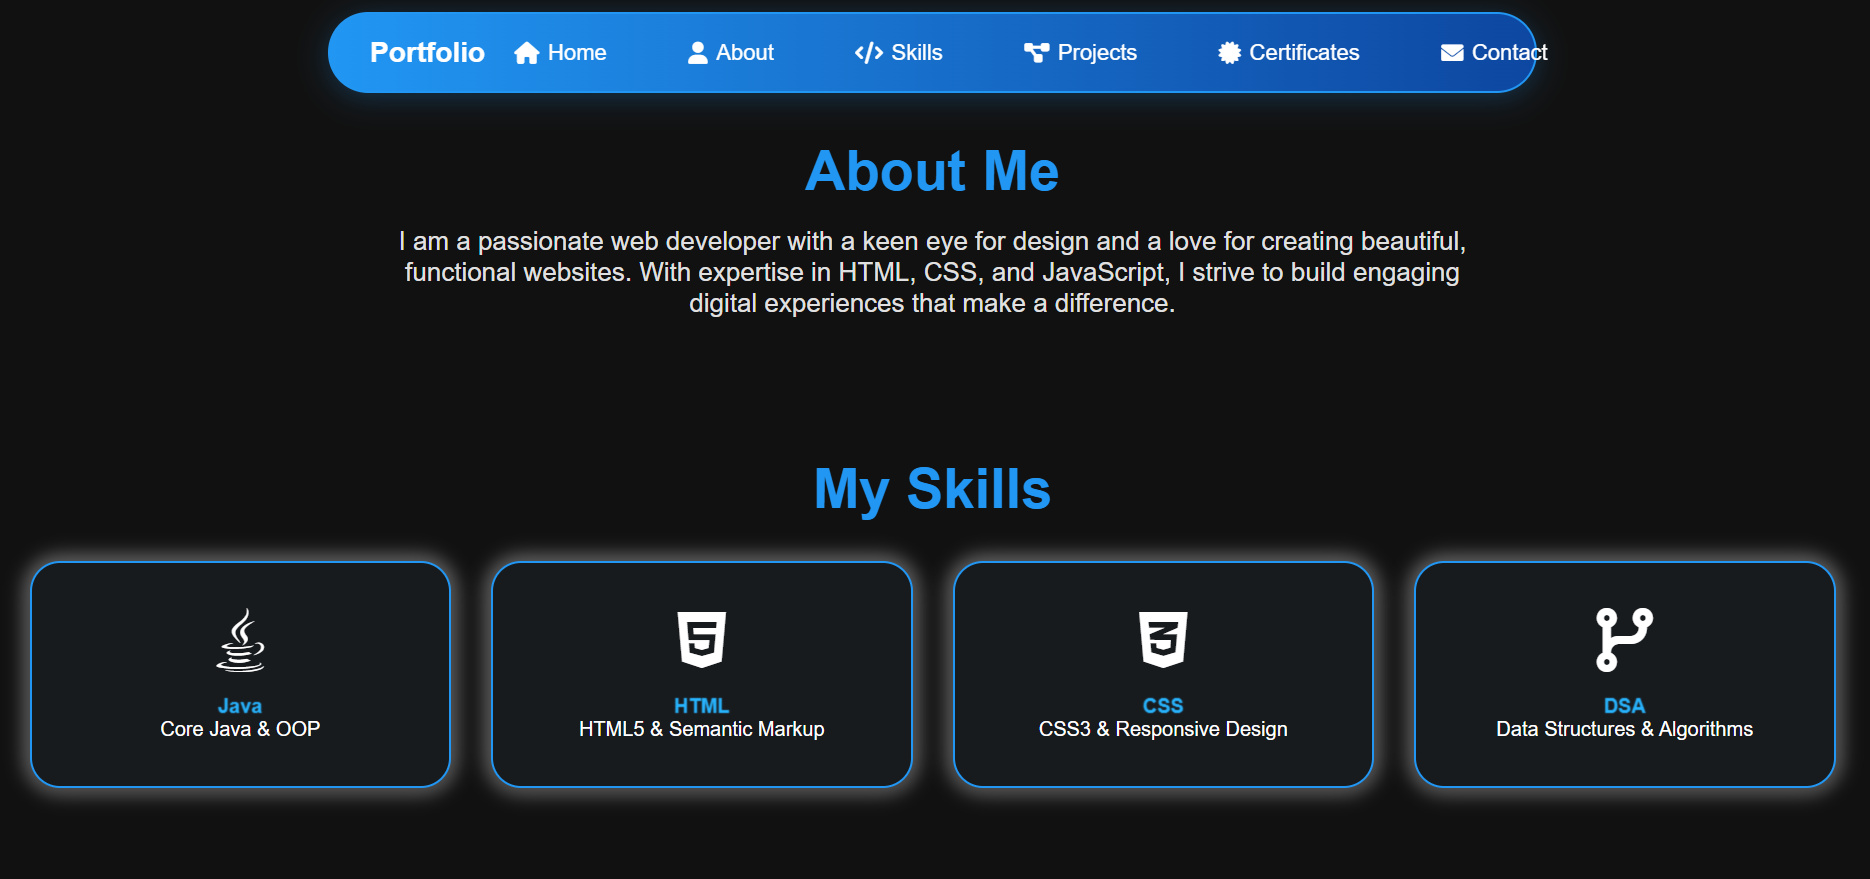 Portfolio Home About Skills Projects Certificates Contact
About Me
I am a passionate web developer with a keen eye for design and a love for creating beautiful,
functional websites. With expertise in HTML, CSS, and JavaScript, I strive to build engaging
digital experiences that make a difference.
My Skills
Java
Core Java & OOP
HTML
HTML5 & Semantic Markup
CSS
CSS3 & Responsive Design
DSA
Data Structures & Algorithms